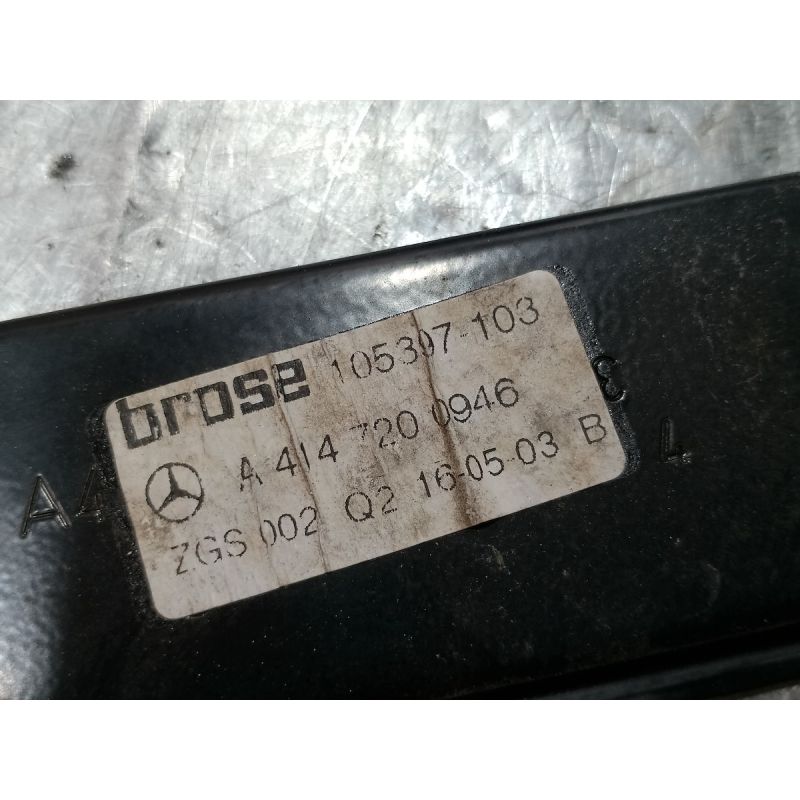 brose 105397-103
A 414 720 0946
ZGS 002 Q2 16-05-03 B